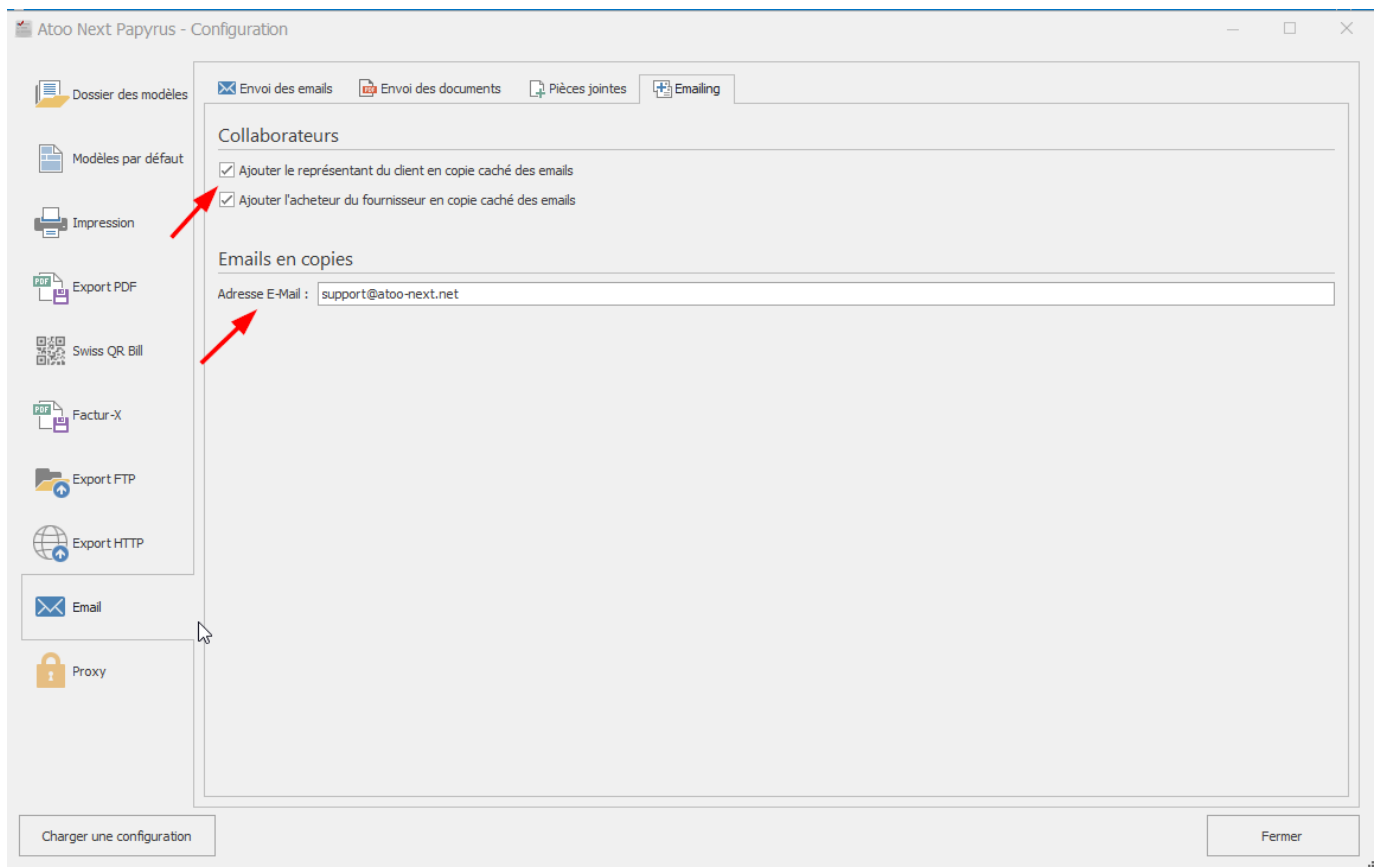 Atoo Next Papyrus - Configuration
Dossier des modèles
Modèles par défaut
Impression
PDF
Export PDF
Swiss QR Bill
PDF
Factur-X
Export FTP
Export HTTP
Email
Proxy
Envoi des emails
PDF
Envoi des documents
Pièces jointes
Emailing
Collaborateurs
Ajouter le représentant du client en copie caché des emails
Ajouter l'acheteur du fournisseur en copie caché des emails
Emails en copies
Adresse E-Mail : support@atoo-next.net
Charger une configuration
Fermer